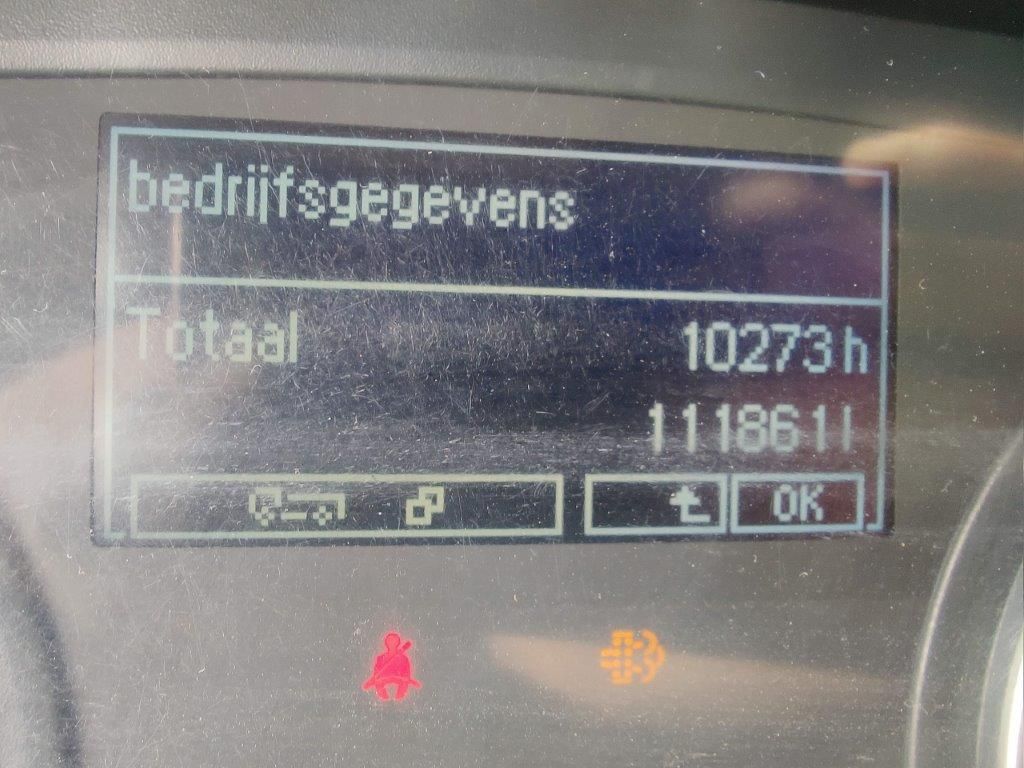 bedrijfsgegevens
Totaal 10273 h
111861 l
OK